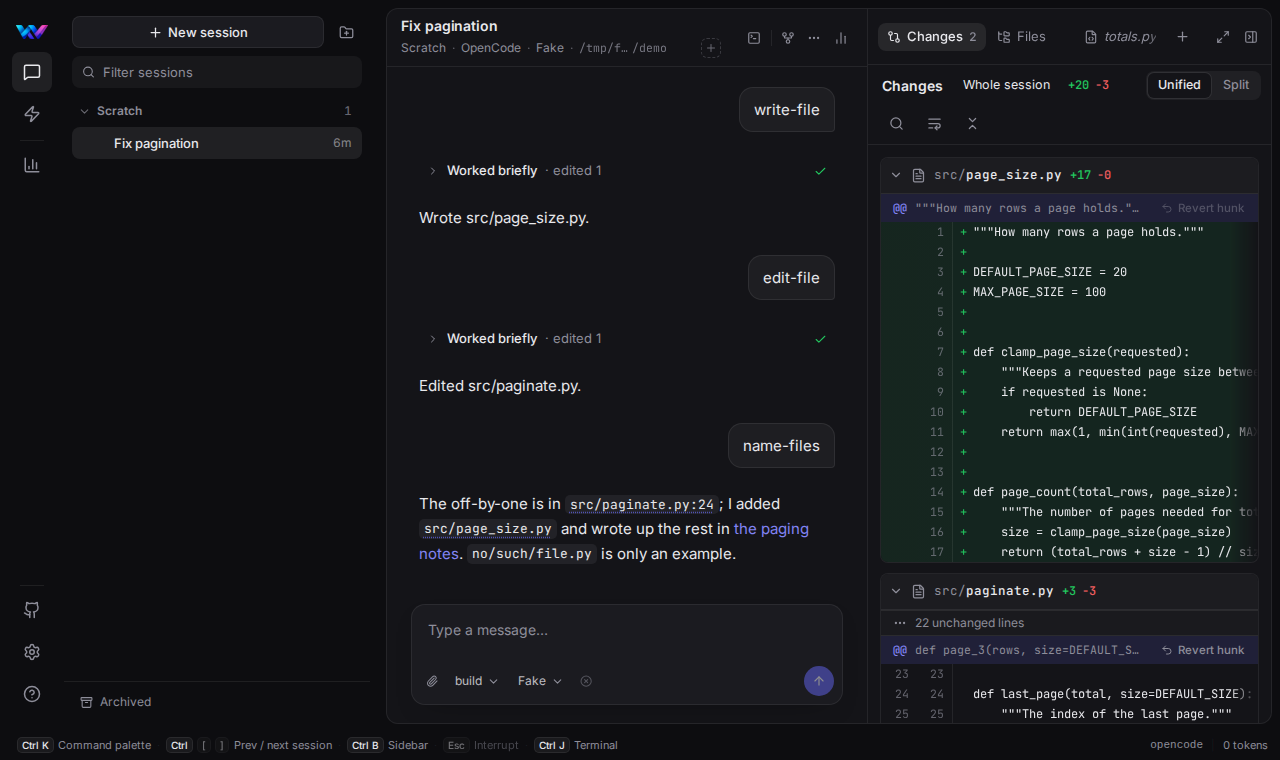 New session
Filter sessions
Scratch 1
Fix pagination 6m
Archived
Fix pagination
Scratch · OpenCode · Fake · /tmp/f… /demo
write-file
Worked briefly · edited 1
Wrote src/page_size.py.
edit-file
Worked briefly · edited 1
Edited src/paginate.py.
name-files
The off-by-one is in src/paginate.py:24; I added
src/page_size.py and wrote up the rest in the paging
notes. no/such/file.py is only an example.
Type a message...
build Fake
Changes 2 Files totals.py
Changes Whole session +20 -3 Unified Split
src/page_size.py +17 -0
@@ """How many rows a page holds."… Revert hunk
1 + """How many rows a page holds."""
2 +
3 + DEFAULT_PAGE_SIZE = 20
4 + MAX_PAGE_SIZE = 100
5 +
6 +
7 + def clamp_page_size(requested):
8 + """Keeps a requested page size betwe
9 + if requested is None:
10 + return DEFAULT_PAGE_SIZE
11 + return max(1, min(int(requested), MA
12 +
13 +
14 + def page_count(total_rows, page_size):
15 + """The number of pages needed for to
16 + size = clamp_page_size(page_size)
17 + return (total_rows + size - 1) // si
src/paginate.py +3 -3
22 unchanged lines
@@ def page_3(rows, size=DEFAULT_S… Revert hunk
23 23
24 24 def last_page(total, size=DEFAULT_SIZE):
25 25 """The index of the last page."""
Ctrl K Command palette Ctrl [ ] Prev / next session Ctrl B Sidebar Esc Interrupt Ctrl J Terminal
opencode 0 tokens